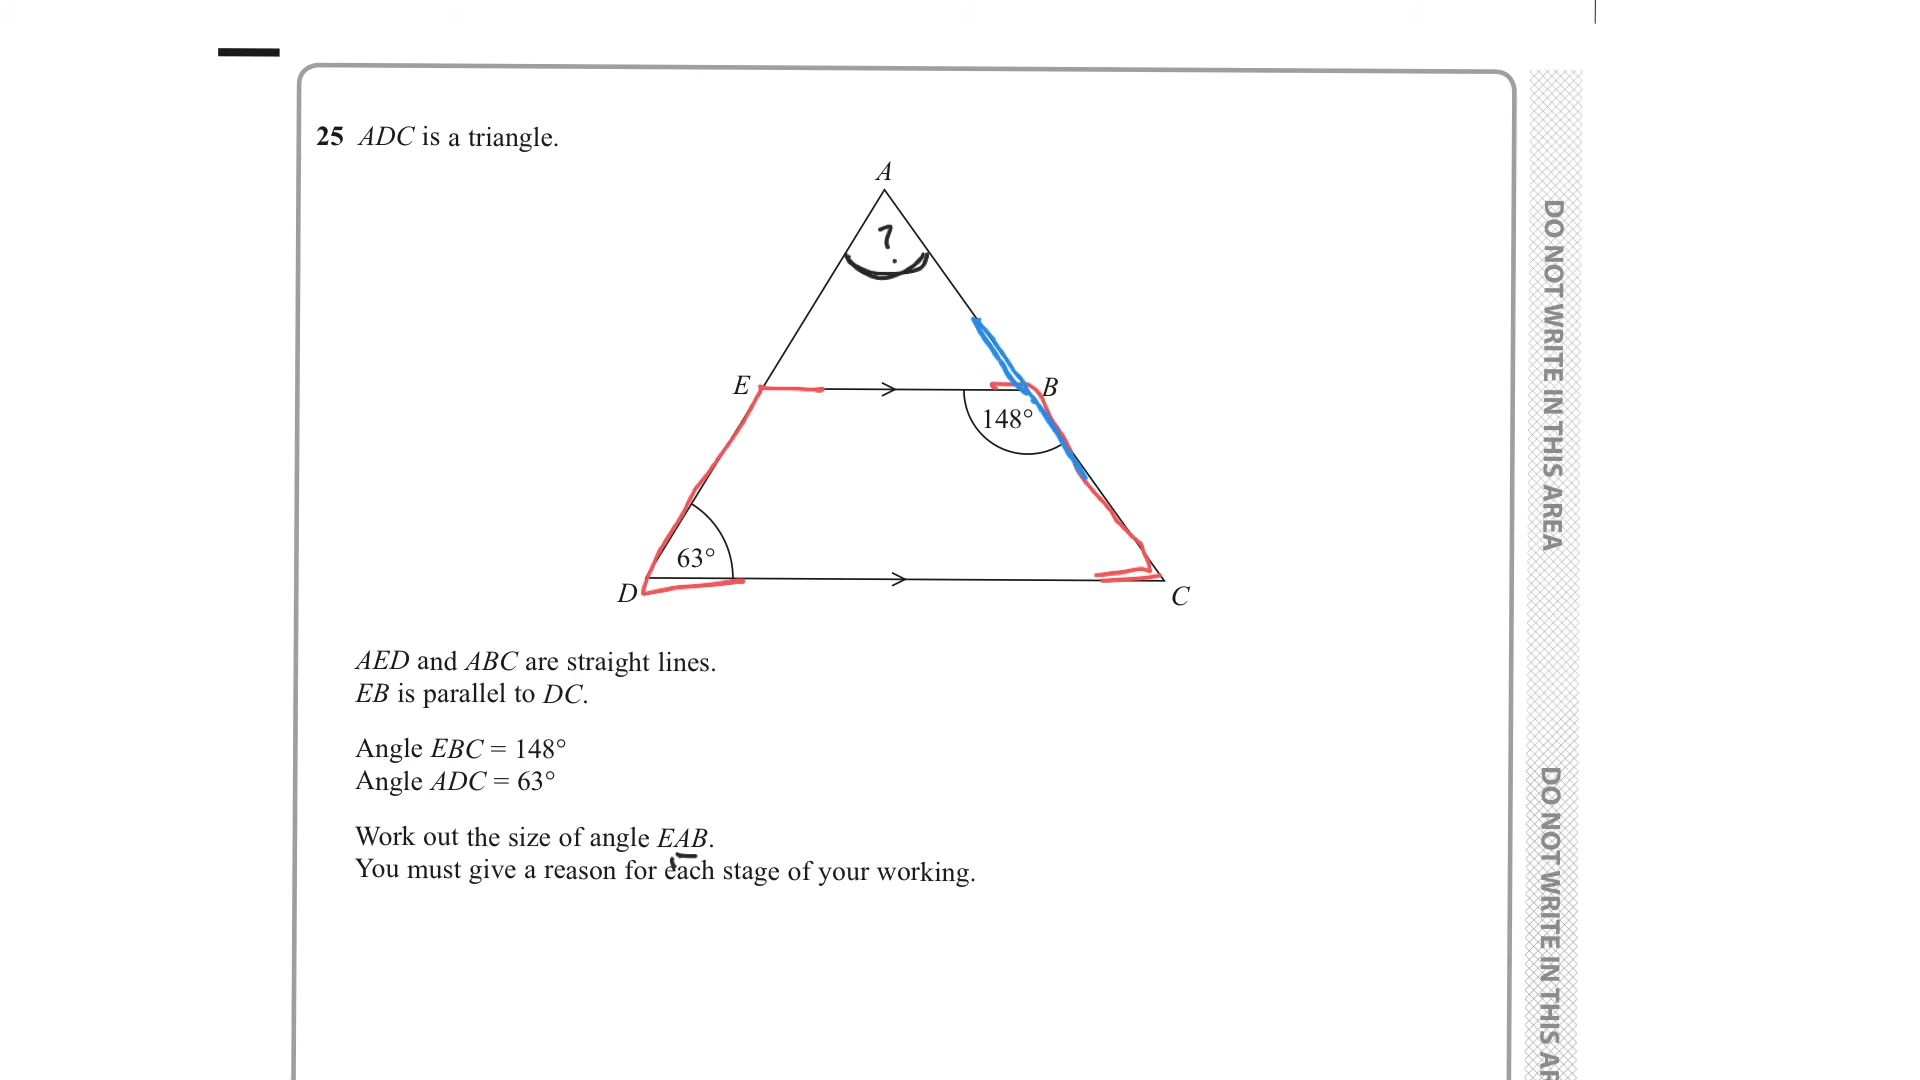 25 ADC is a triangle.
A
?
E
B
148°
63°
D
C
AED and ABC are straight lines.
EB is parallel to DC.
Angle EBC = 148°
Angle ADC = 63°
Work out the size of angle EAB.
You must give a reason for each stage of your working.
DO NOT WRITE IN THIS AREA
DO NOT WRITE IN THIS AR